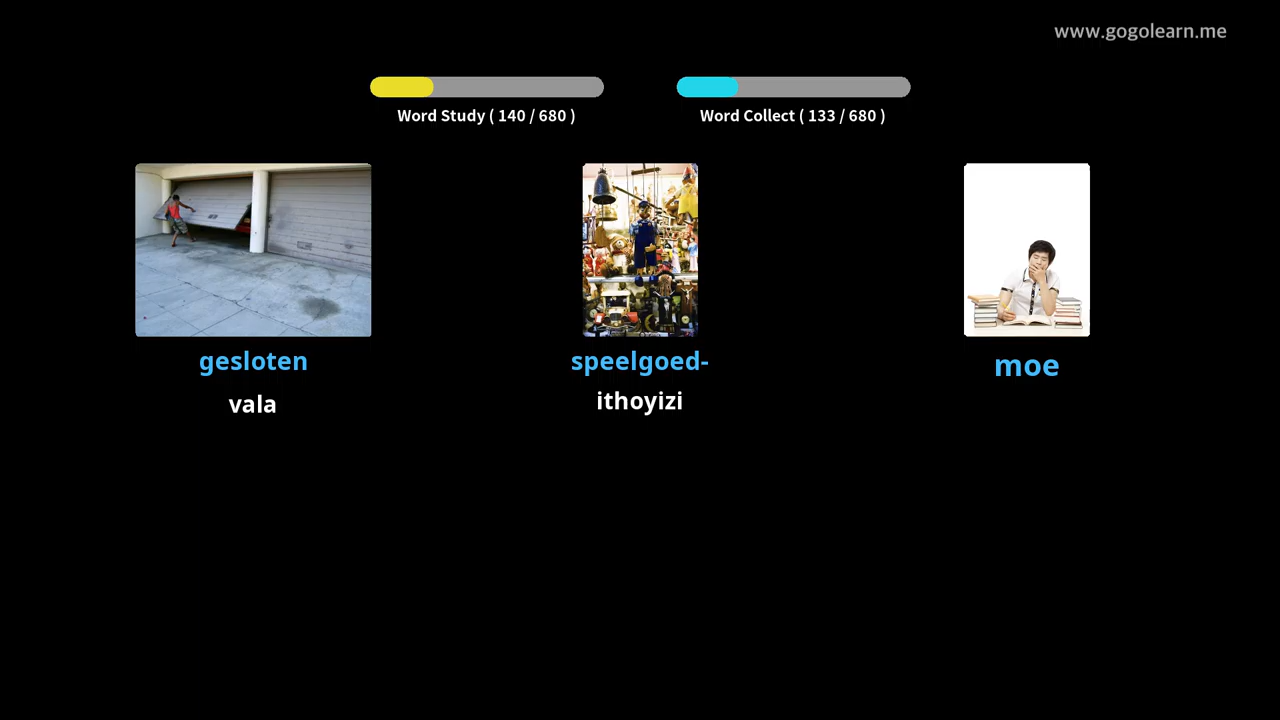 www.gogolearn.me
Word Study ( 140 / 680 )
Word Collect ( 133 / 680 )
gesloten
vala
speelgoed-
ithoyizi
moe